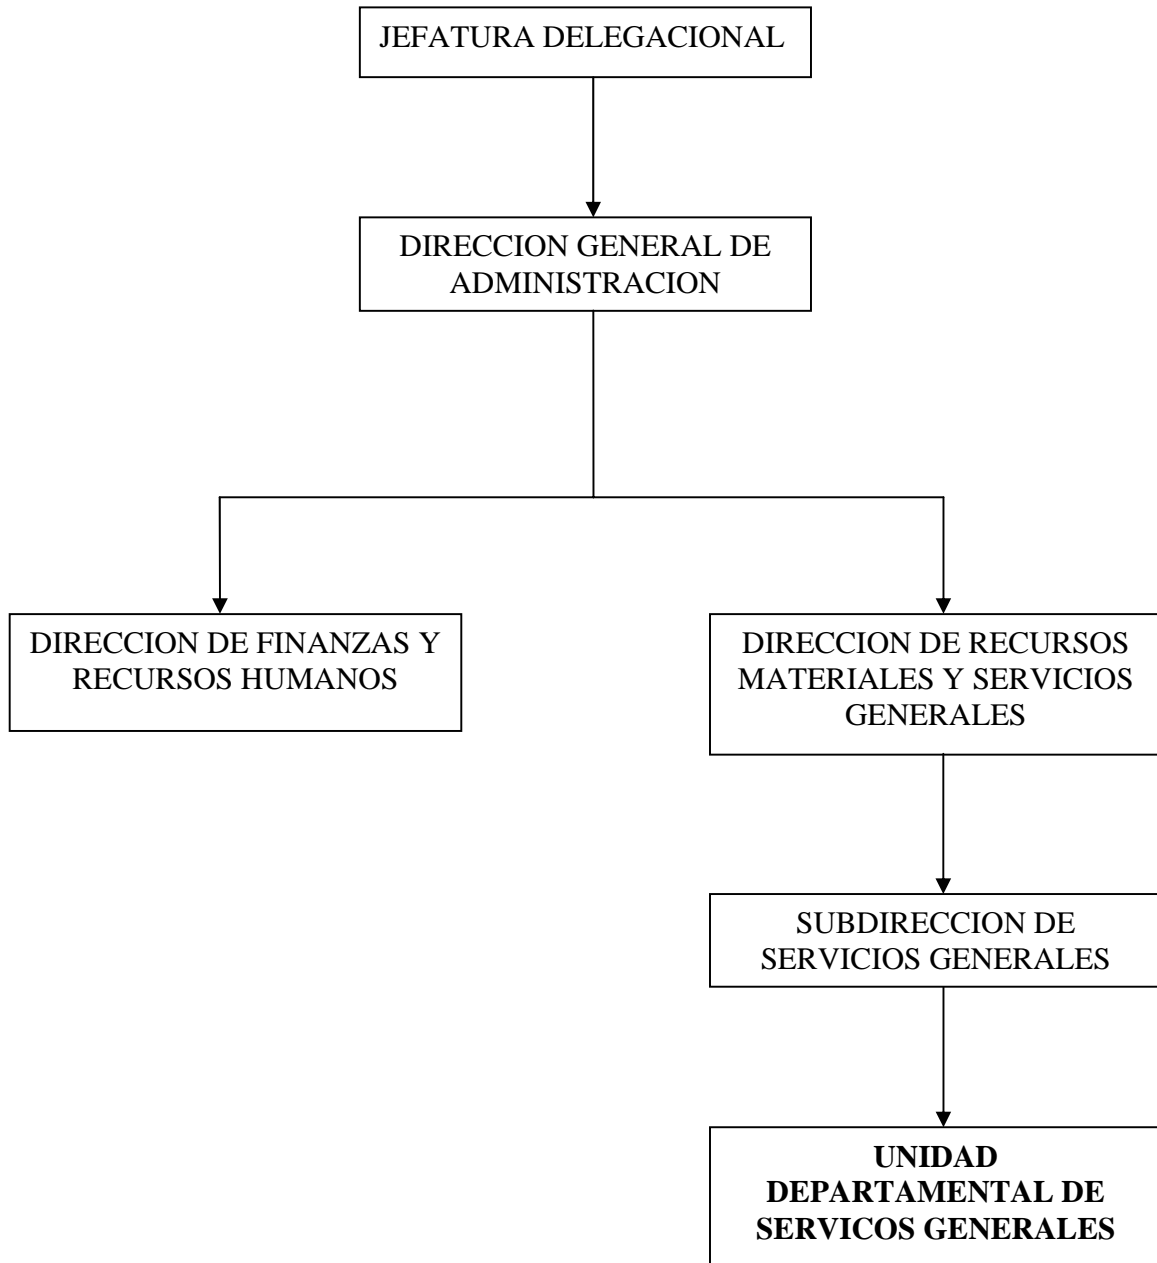 JEFATURA DELEGACIONAL
DIRECCION GENERAL DE
ADMINISTRACION
DIRECCION DE FINANZAS Y
RECURSOS HUMANOS
DIRECCION DE RECURSOS
MATERIALES Y SERVICIOS
GENERALES
SUBDIRECCION DE
SERVICIOS GENERALES
UNIDAD
DEPARTAMENTAL DE
SERVICOS GENERALES